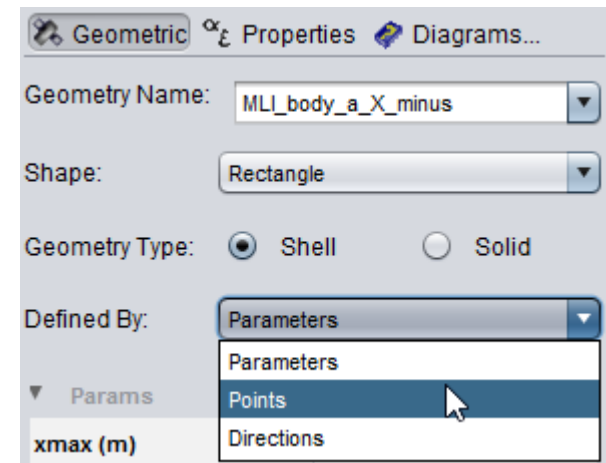 Geometric αε Properties Diagrams...
Geometry Name: MLI_body_a_X_minus
Shape: Rectangle
Geometry Type: Shell Solid
Defined By: Parameters
Parameters
Params Points
xmax (m) Directions